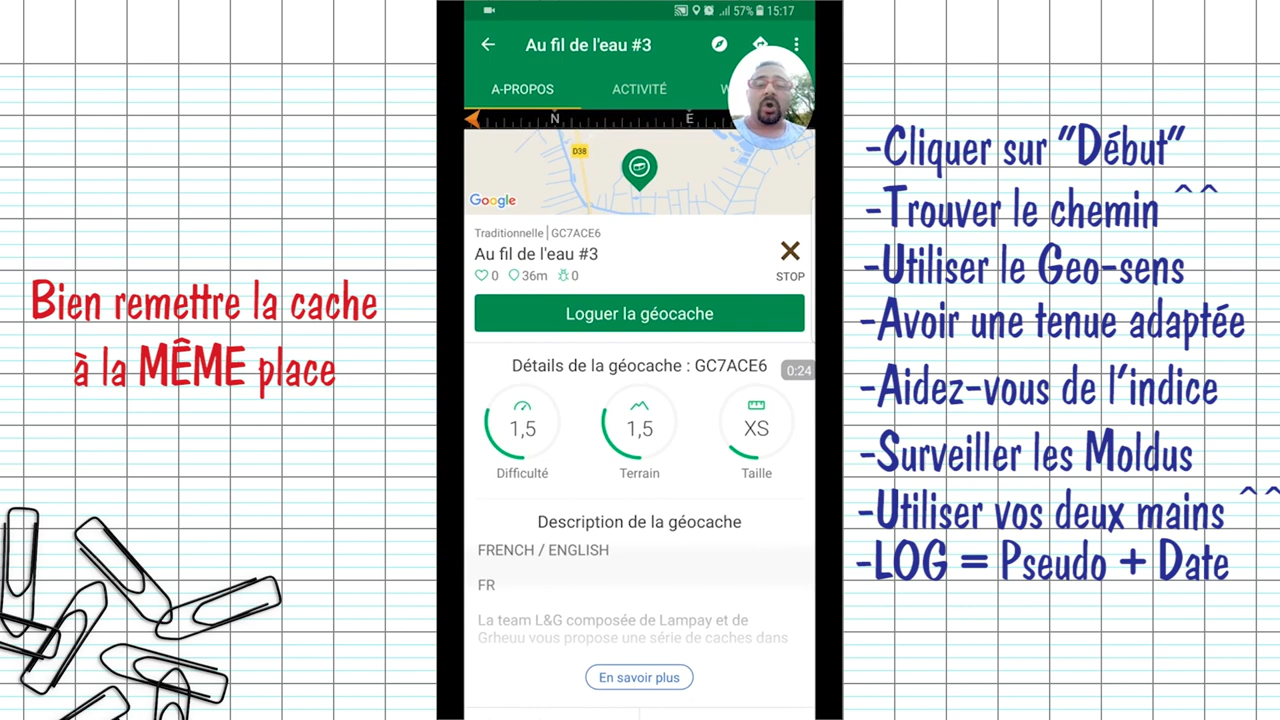 Bien remettre la cache
à la MÊME place
57% 15:17
Au fil de l'eau #3
A-PROPOS ACTIVITÉ W
N E
D38
Google
Traditionnelle | GC7ACE6
Au fil de l'eau #3
0 36m 0
STOP
Loguer la géocache
Détails de la géocache : GC7ACE6
0:24
1,5 1,5 XS
Difficulté Terrain Taille
Description de la géocache
FRENCH / ENGLISH
FR
La team L&G composée de Lampay et de
Grheuu vous propose une série de caches dans
En savoir plus
-Cliquer sur "Début"
-Trouver le chemin ^^
-Utiliser le Geo-sens
-Avoir une tenue adaptée
-Aidez-vous de l'indice
-Surveiller les Moldus
-Utiliser vos deux mains ^^
-LOG = Pseudo + Date